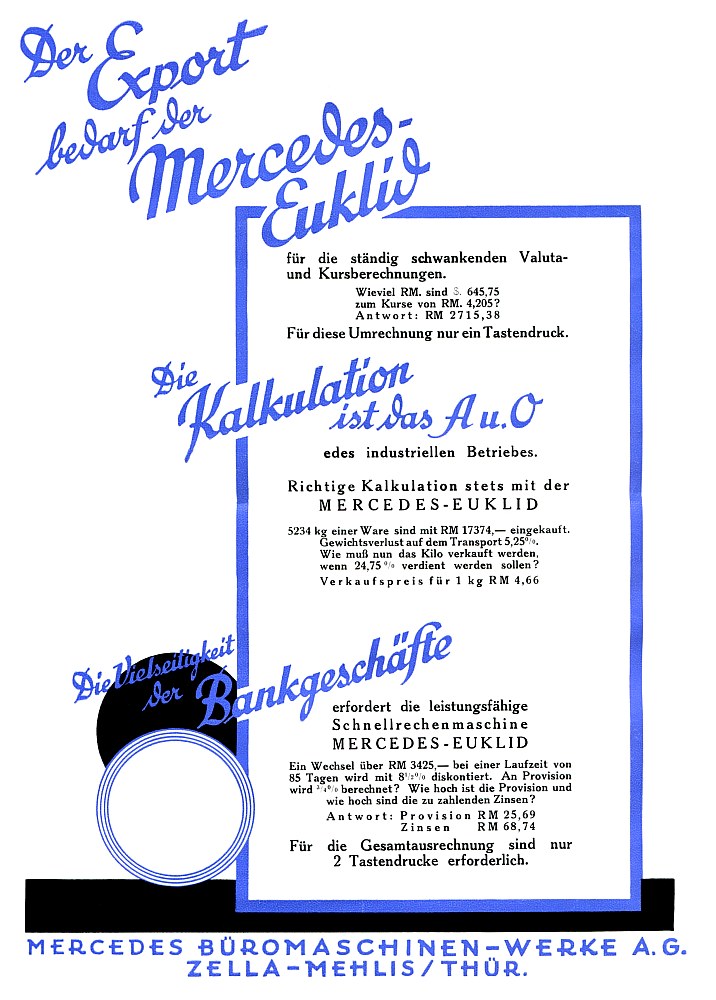 Der Export
bedarf der
Mercedes-
Euklid
für die ständig schwankenden Valuta-
und Kursberechnungen.
Wieviel RM. sind $. 645,75
zum Kurse von RM. 4,205?
Antwort: RM 2715,38
Für diese Umrechnung nur ein Tastendruck.
Die
Kalkulation
ist das A u. O
edes industriellen Betriebes.
Richtige Kalkulation stets mit der
MERCEDES-EUKLID
5234 kg einer Ware sind mit RM 17374,— eingekauft.
Gewichtsverlust auf dem Transport 5,25%.
Wie muß nun das Kilo verkauft werden,
wenn 24,75 % verdient werden sollen?
Verkaufspreis für 1 kg RM 4,66
Die Vielseitigkeit
der Bankgeschäfte
erfordert die leistungsfähige
Schnellrechenmaschine
MERCEDES-EUKLID
Ein Wechsel über RM 3425,— bei einer Laufzeit von
85 Tagen wird mit 8½% diskontiert. An Provision
wird ¾% berechnet? Wie hoch ist die Provision und
wie hoch sind die zu zahlenden Zinsen?
Antwort: Provision RM 25,69
Zinsen RM 68,74
Für die Gesamtausrechnung sind nur
2 Tastendrucke erforderlich.
MERCEDES BÜROMASCHINEN-WERKE A.G.
ZELLA-MEHLIS/THÜR.